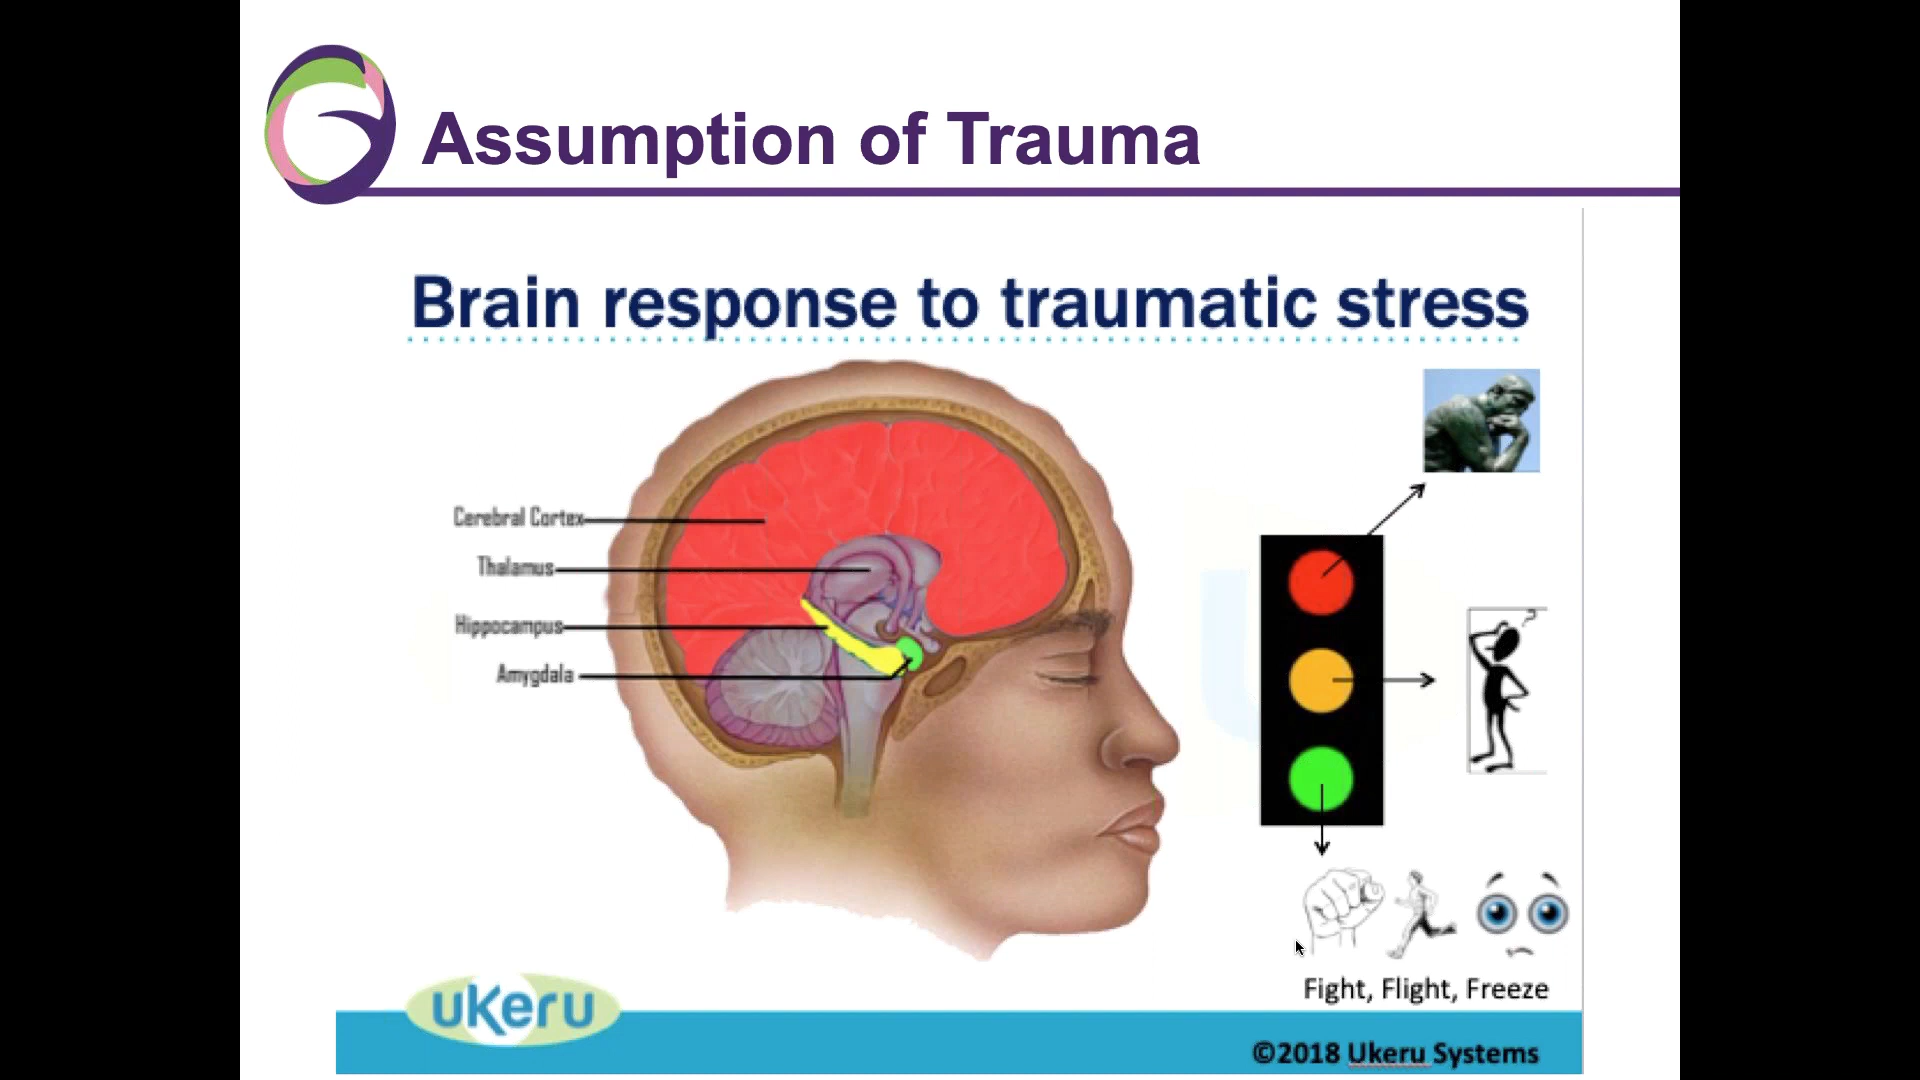 Assumption of Trauma
Brain response to traumatic stress
Cerebral Cortex
Thalamus
Hippocampus
Amygdala
?
Fight, Flight, Freeze
uKeru
©2018 Ukeru Systems